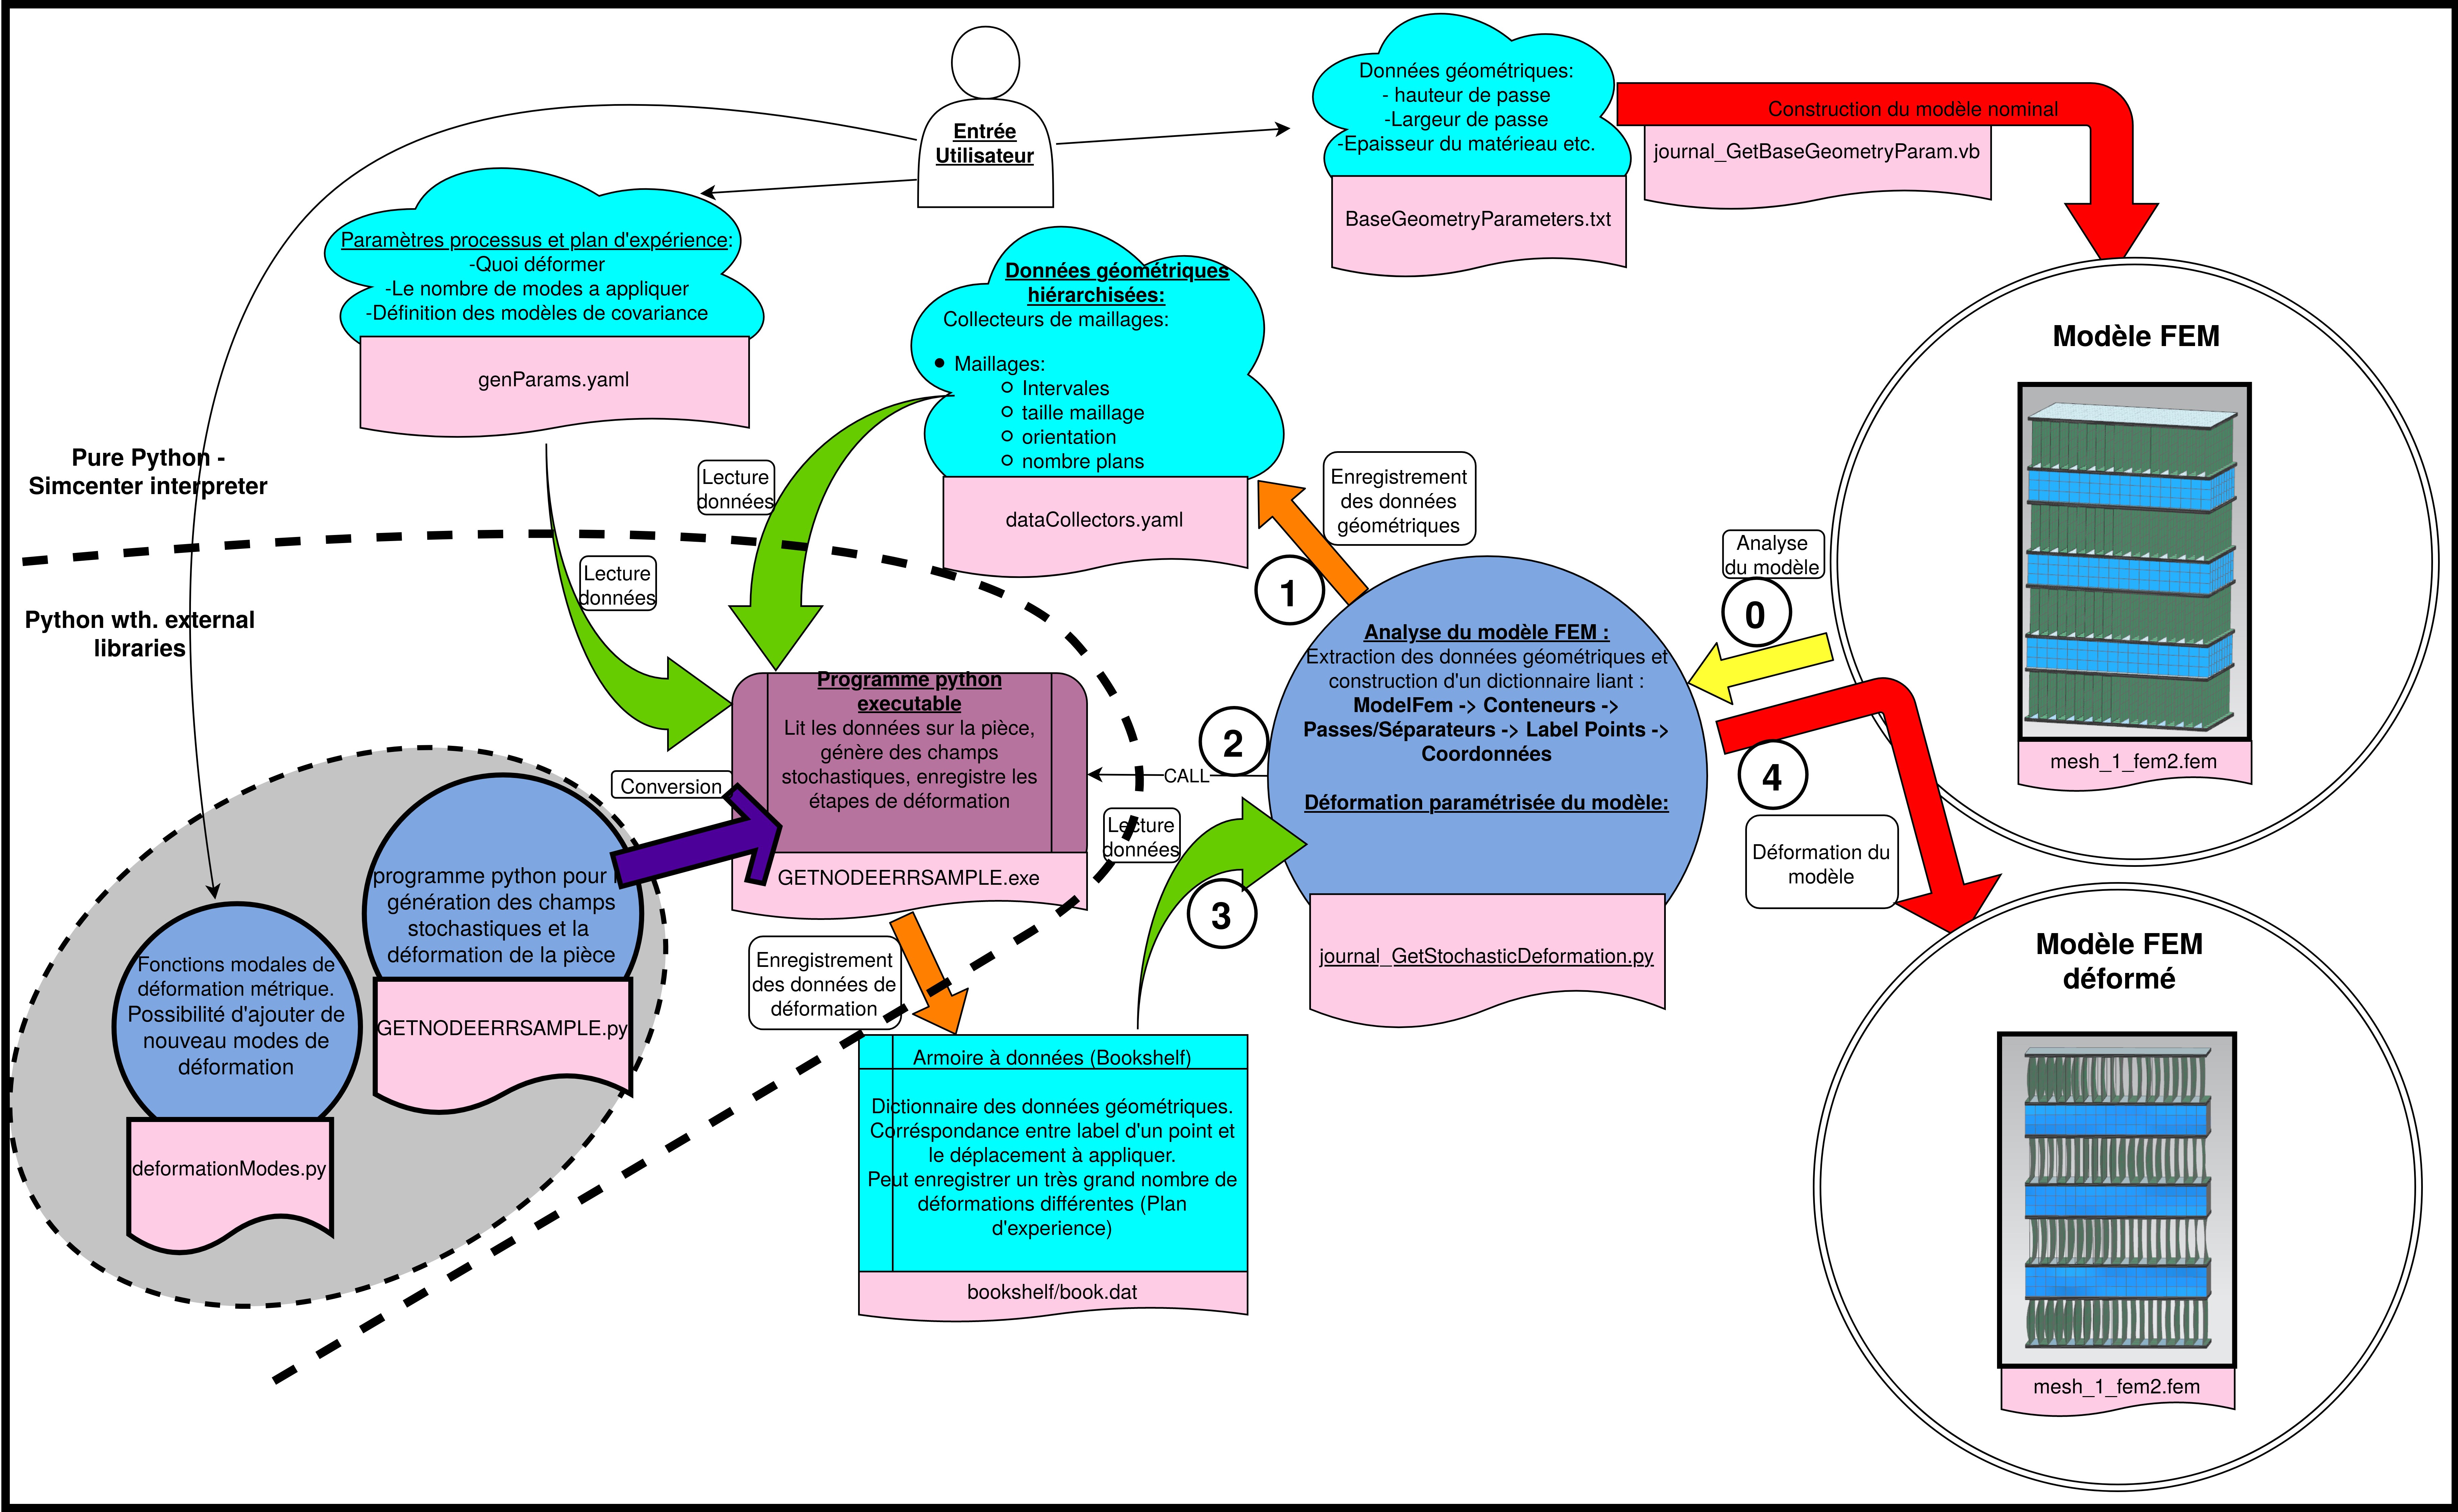 Entrée
Utilisateur
Données géométriques:
- hauteur de passe
-Largeur de passe
-Epaisseur du matérieau etc.
BaseGeometryParameters.txt
Construction du modèle nominal
journal_GetBaseGeometryParam.vb
Paramètres processus et plan d'expérience:
-Quoi déformer
-Le nombre de modes a appliquer
-Définition des modèles de covariance
genParams.yaml
Données géométriques
hiérarchisées:
Collecteurs de maillages:
Maillages:
Intervales
taille maillage
orientation
nombre plans
dataCollectors.yaml
Modèle FEM
mesh_1_fem2.fem
Pure Python -
Simcenter interpreter
Python wth. external
libraries
Lecture
données
Lecture
données
Enregistrement
des données
géométriques
1
Analyse
du modèle
0
Analyse du modèle FEM :
Extraction des données géométriques et
construction d'un dictionnaire liant :
ModelFem -> Conteneurs ->
Passes/Séparateurs -> Label Points ->
Coordonnées
Déformation paramétrisée du modèle:
journal_GetStochasticDeformation.py
Programme python
executable
Lit les données sur la pièce,
génère des champs
stochastiques, enregistre les
étapes de déformation
GETNODEERRSAMPLE.exe
2
CALL
Conversion
Lecture
données
3
4
Déformation du
modèle
programme python pour
génération des champs
stochastiques et la
déformation de la pièce
GETNODEERRSAMPLE.py
Fonctions modales de
déformation métrique.
Possibilité d'ajouter de
nouveau modes de
déformation
deformationModes.py
Enregistrement
des données de
déformation
Armoire à données (Bookshelf)
Dictionnaire des données géométriques.
Corréspondance entre label d'un point et
le déplacement à appliquer.
Peut enregistrer un très grand nombre de
déformations différentes (Plan
d'experience)
bookshelf/book.dat
Modèle FEM
déformé
mesh_1_fem2.fem